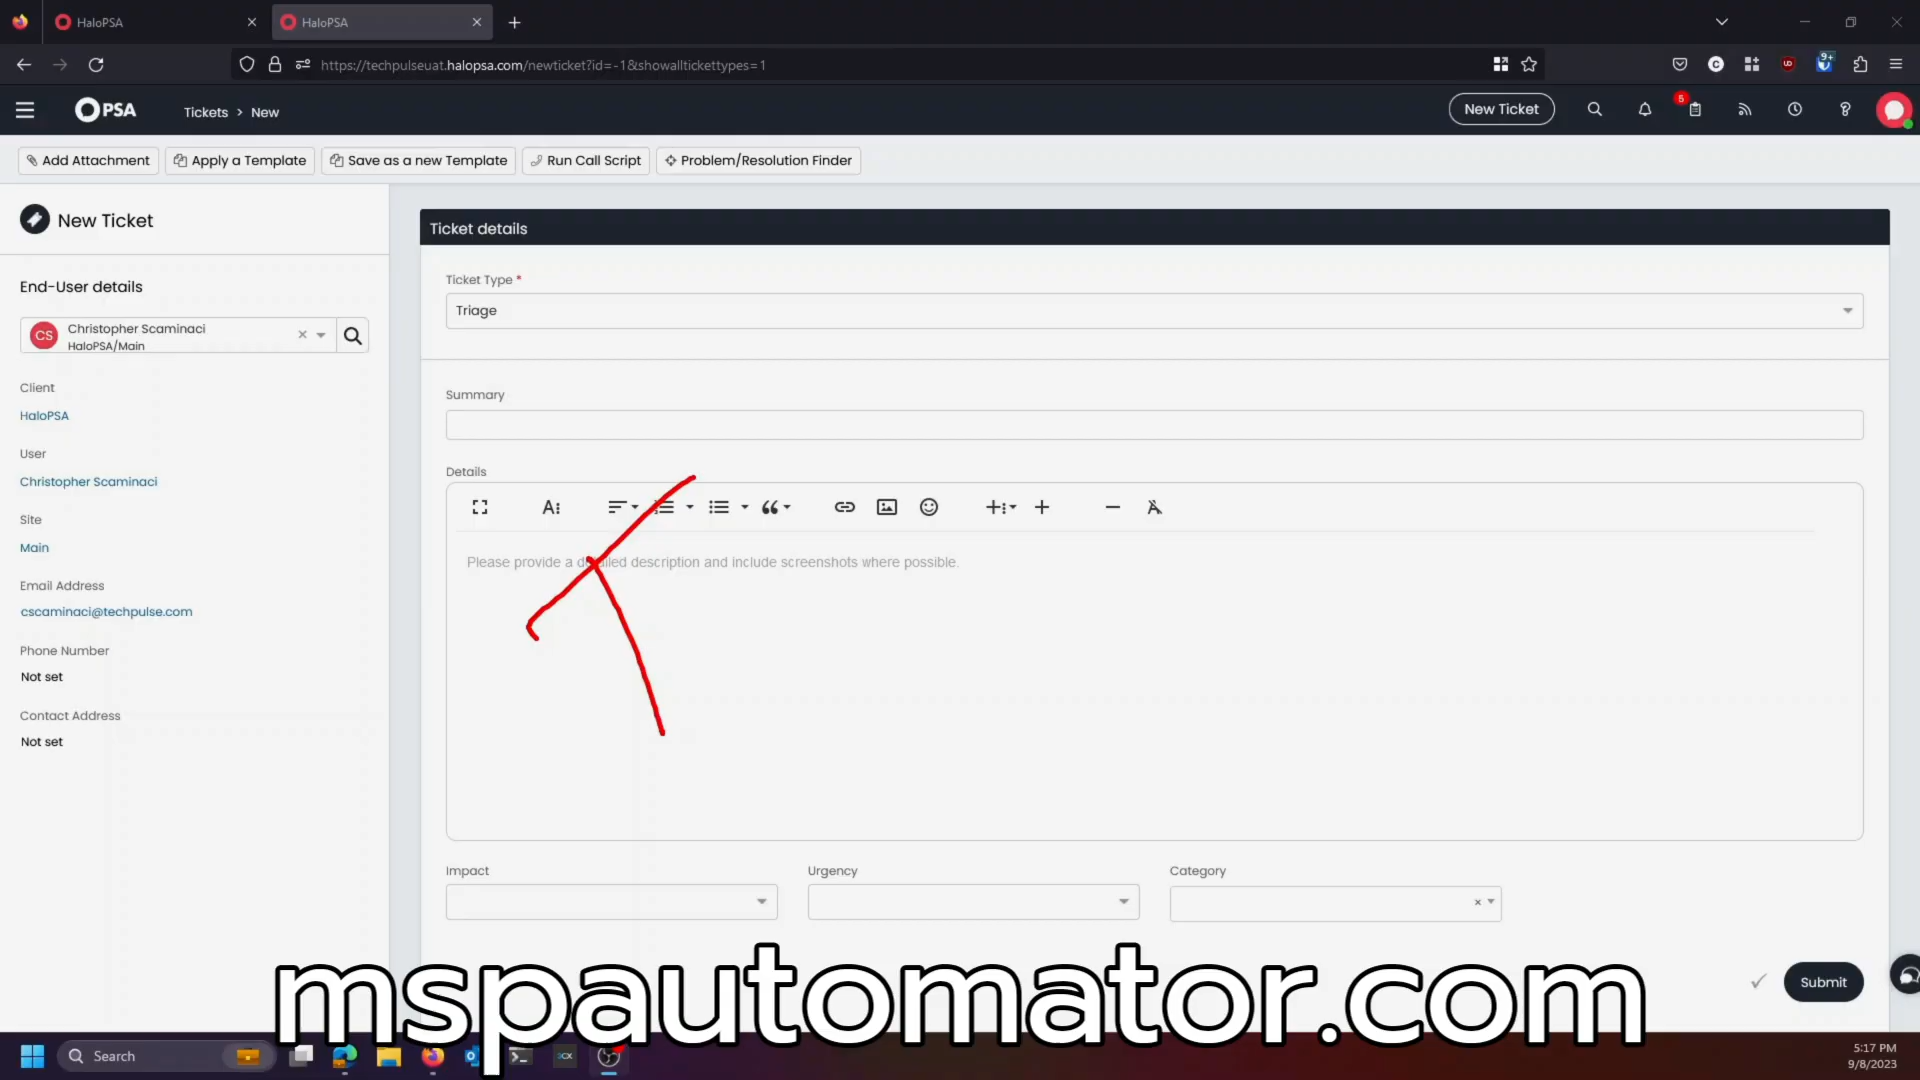 HaloPSA
HaloPSA
https://techpulseuat.halopsa.com/newticket?id=-1&showalltickettypes=1
UD
9+
PSA
Tickets > New
New Ticket
5
Add Attachment
Apply a Template
Save as a new Template
Run Call Script
Problem/Resolution Finder
New Ticket
End-User details
CS
Christopher Scaminaci
HaloPSA/Main
Client
HaloPSA
User
Christopher Scaminaci
Site
Main
Email Address
cscaminaci@techpulse.com
Phone Number
Not set
Contact Address
Not set
Ticket details
Ticket Type *
Triage
Summary
Details
Please provide a detailed description and include screenshots where possible.
Impact
Urgency
Category
Submit
mspautomator.com
Search
5:17 PM
9/8/2023